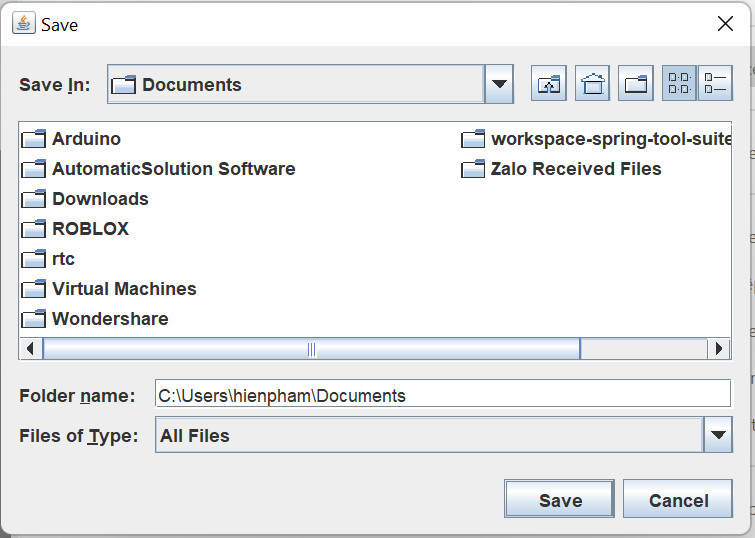 Save
Save In: Documents
Arduino
AutomaticSolution Software
Downloads
ROBLOX
rtc
Virtual Machines
Wondershare
workspace-spring-tool-suite
Zalo Received Files
Folder name: C:\Users\hienpham\Documents
Files of Type: All Files
Save Cancel